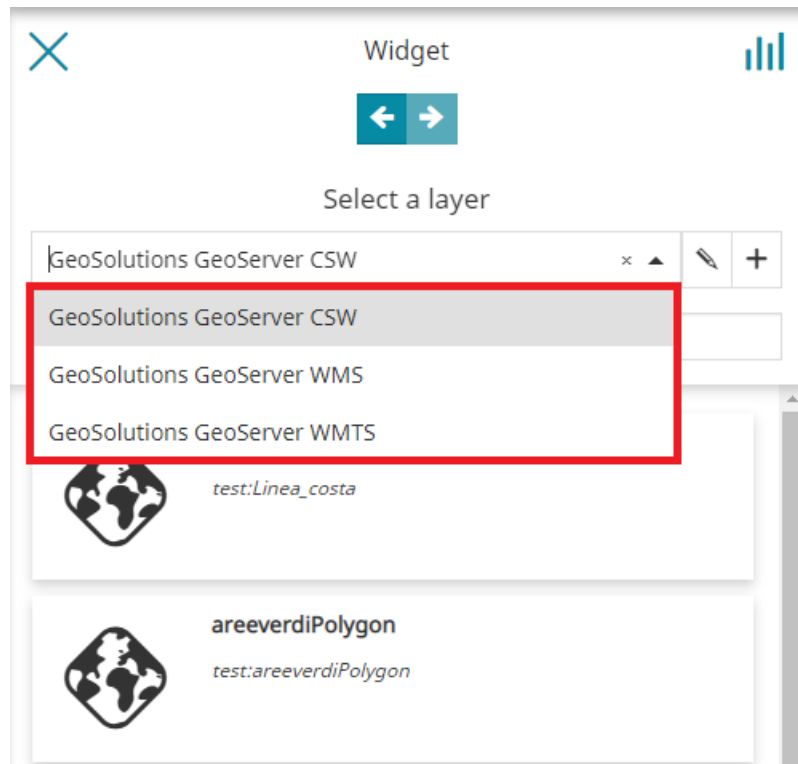 Widget
Select a layer
GeoSolutions GeoServer CSW
GeoSolutions GeoServer CSW
GeoSolutions GeoServer WMS
GeoSolutions GeoServer WMTS
test:Linea_costa
areeverdiPolygon
test:areeverdiPolygon